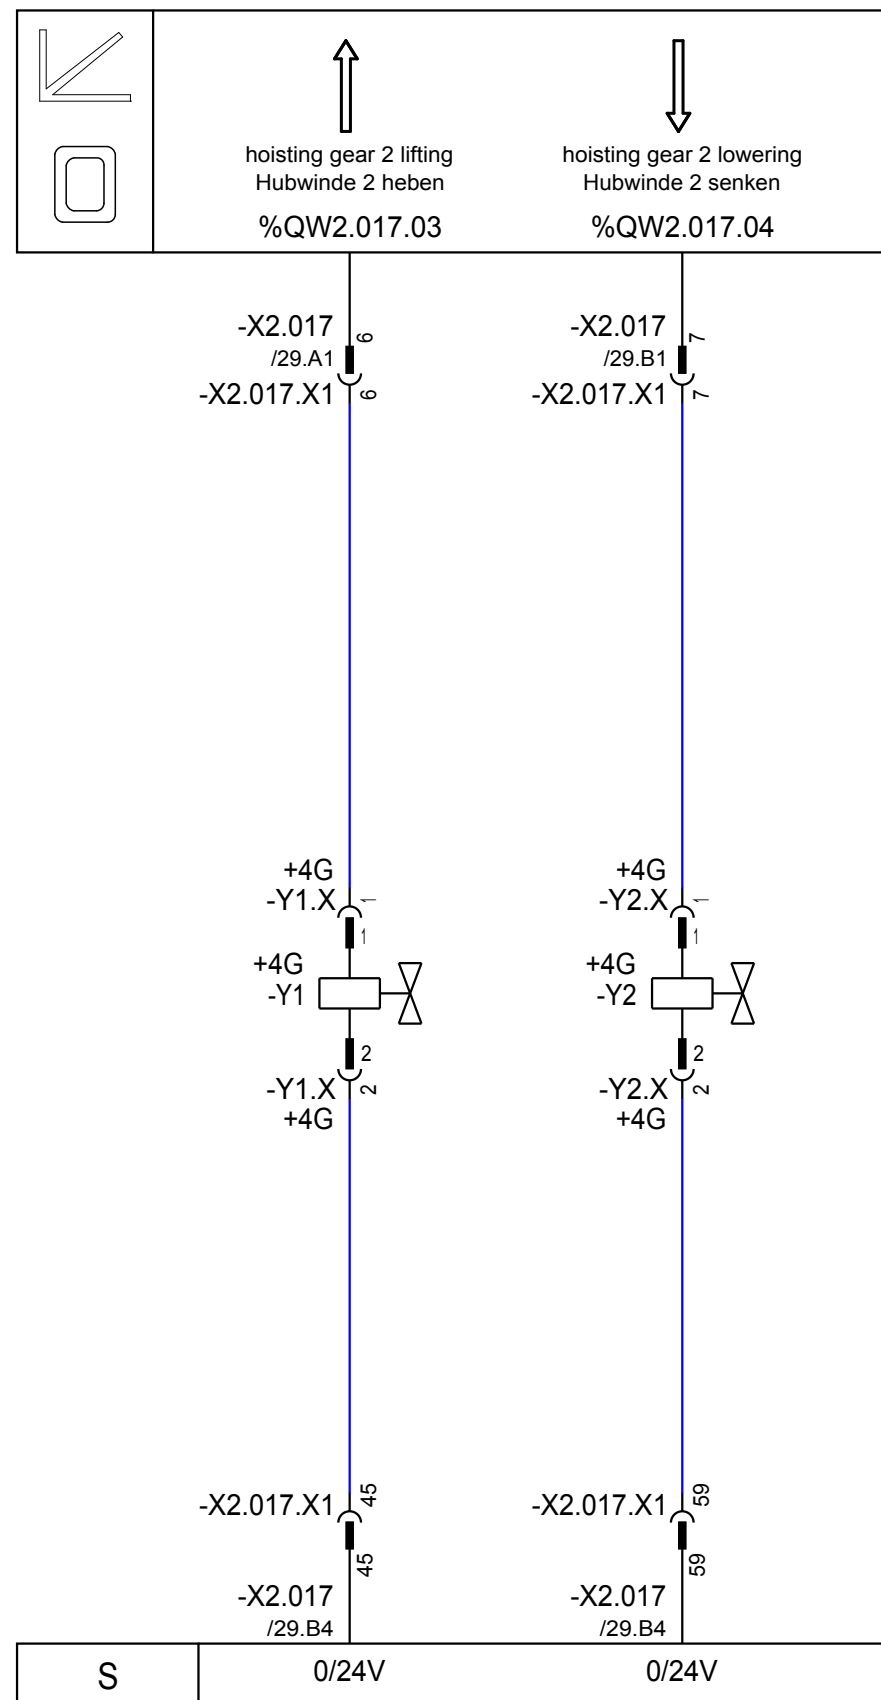 hoisting gear 2 lifting
Hubwinde 2 heben
%QW2.017.03
hoisting gear 2 lowering
Hubwinde 2 senken
%QW2.017.04
-X2.017
6
/29.A1
-X2.017.X1
6
-X2.017
7
/29.B1
-X2.017.X1
7
+4G
-Y1.X
1
1
+4G
-Y1
2
-Y1.X
2
+4G
+4G
-Y2.X
1
1
+4G
-Y2
2
-Y2.X
2
+4G
-X2.017.X1
45
45
-X2.017
/29.B4
-X2.017.X1
59
59
-X2.017
/29.B4
S
0/24V
0/24V